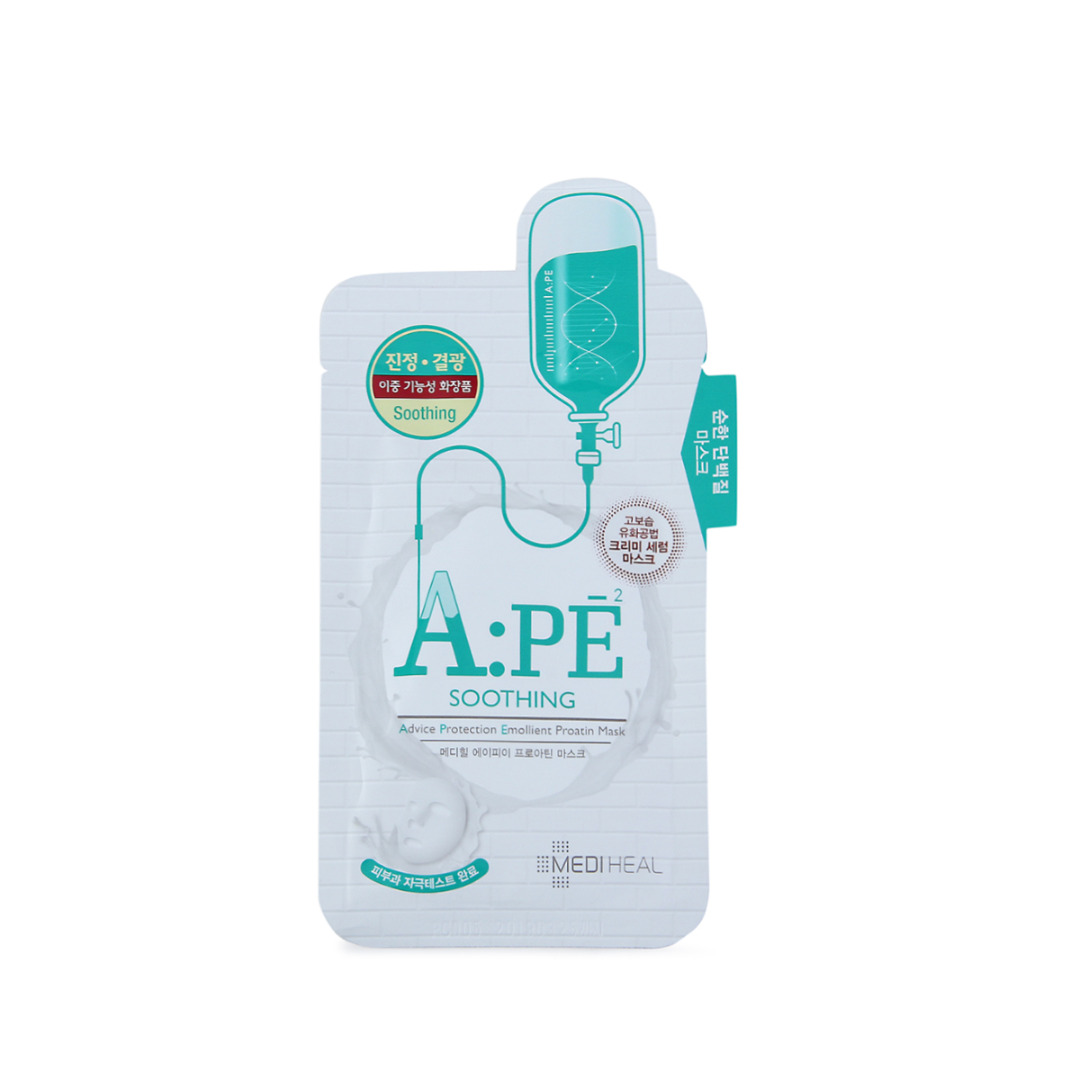 A:PE
진정·결광
이중 기능성 화장품
Soothing
순한 단백질
마스크
고보습
유화공법
크리미 세럼
마스크
A:PĒ²
SOOTHING
Advice Protection Emollient Proatin Mask
메디힐 에이피이 프로아틴 마스크
피부과 자극테스트 완료
MEDIHEAL